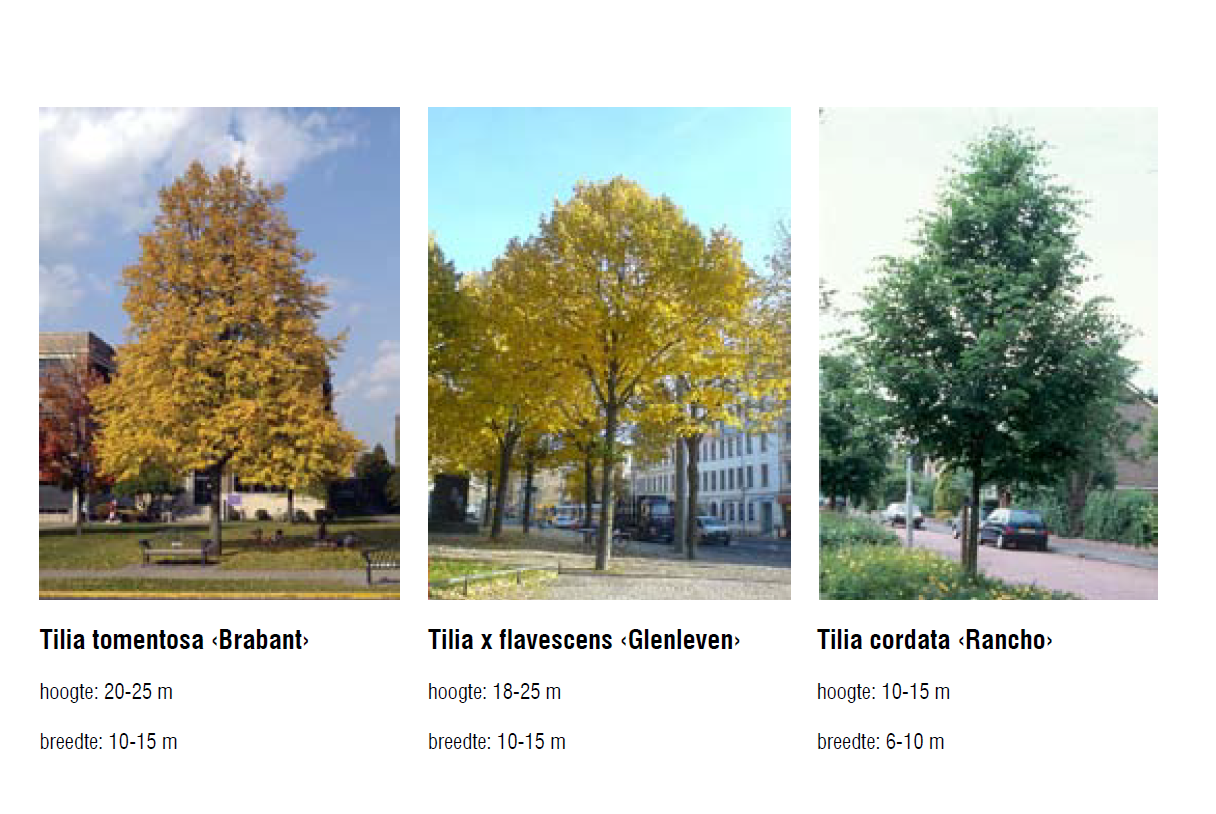 Tilia tomentosa ‹Brabant›
hoogte: 20-25 m
breedte: 10-15 m
Tilia x flavescens ‹Glenleven›
hoogte: 18-25 m
breedte: 10-15 m
Tilia cordata ‹Rancho›
hoogte: 10-15 m
breedte: 6-10 m